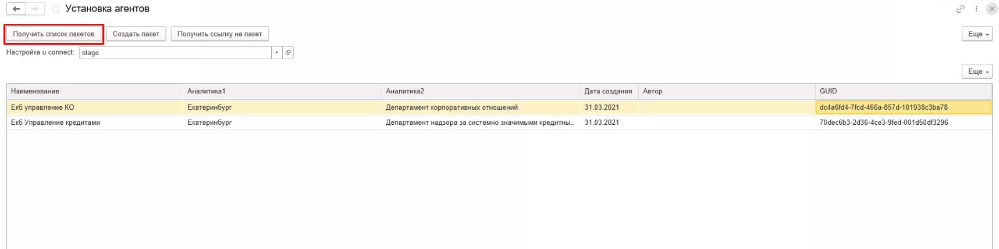 Установка агентов
Получить список пакетов Создать пакет Получить ссылку на пакет Еще
Настройка u connect: stage
Еще
Наименование Аналитика1 Аналитика2 Дата создания Автор GUID
Екб управление КО Екатеринбург Департамент корпоративных отношений 31.03.2021 dc4a6fd4-7fcd-466a-857d-101938c3ba78
Екб Управление кредитами Екатеринбург Департамент надзора за системно значимыми кредитны... 31.03.2021 70dec6b3-2d36-4ce3-9fed-001d50df3296